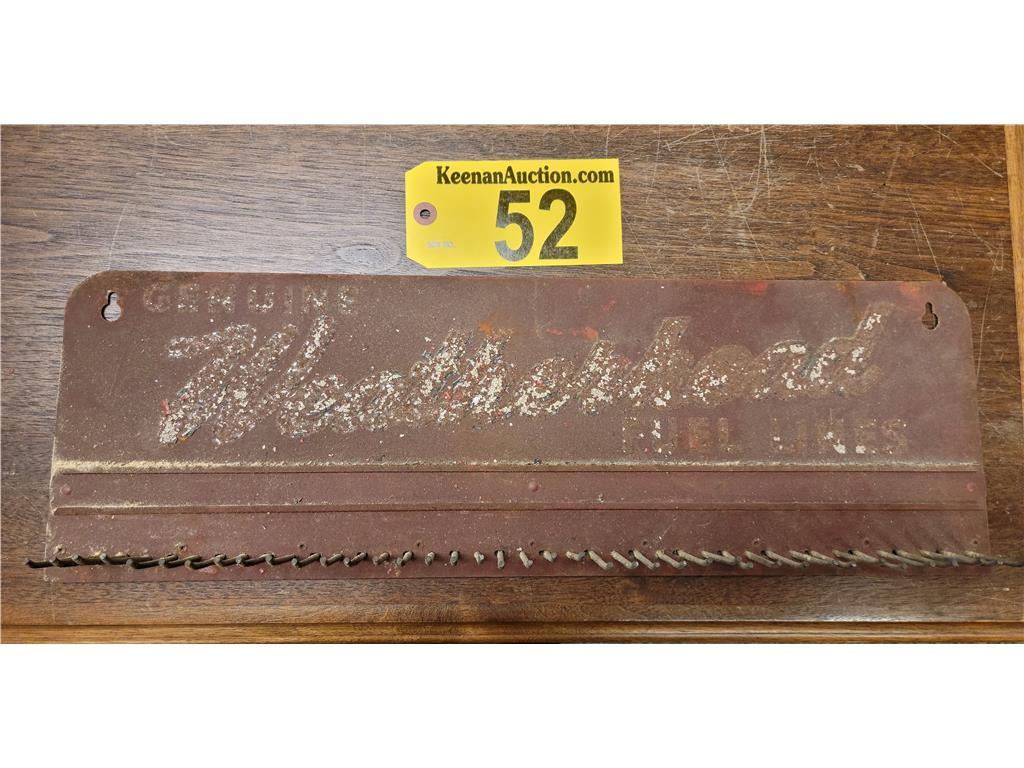 KeenanAuction.com
52
GENUINE
Weatherhead
FUEL LINES